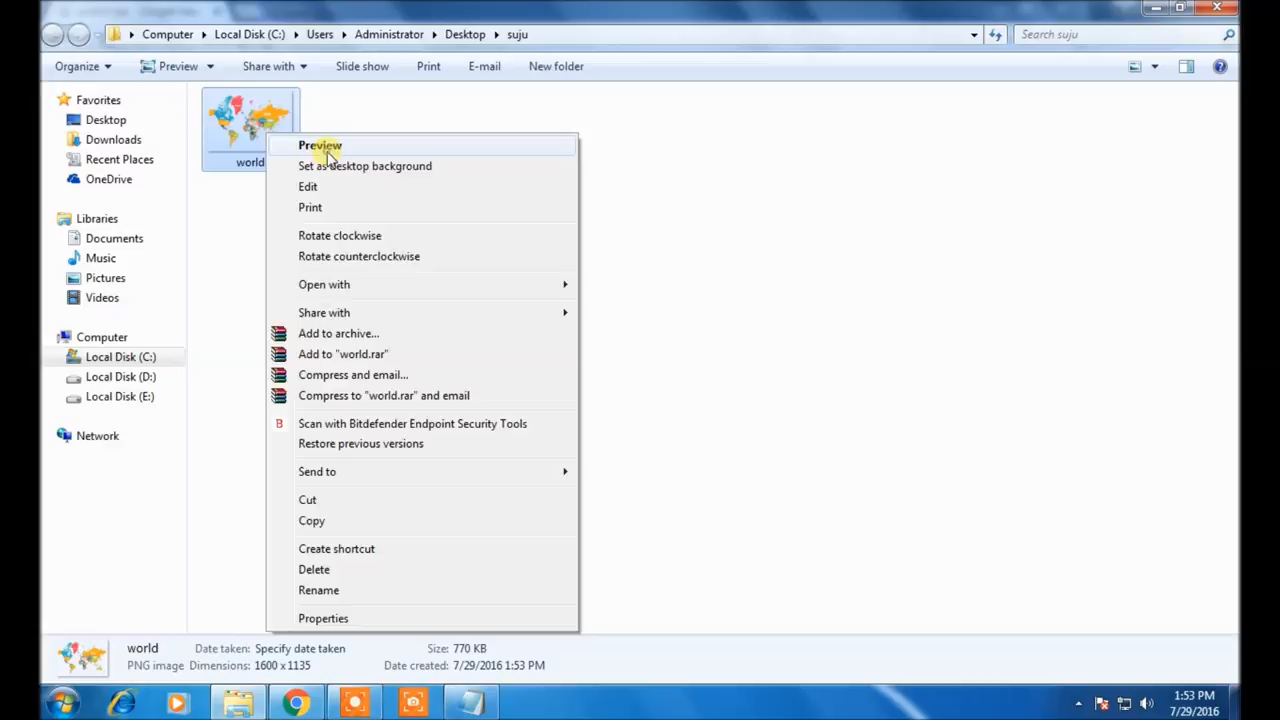 Computer Local Disk (C:) Users Administrator Desktop suju
Search suju
Organize Preview Share with Slide show Print E-mail New folder
Favorites
Desktop
Downloads
Recent Places
OneDrive
Libraries
Documents
Music
Pictures
Videos
Computer
Local Disk (C:)
Local Disk (D:)
Local Disk (E:)
Network
world
Preview
Set as desktop background
Edit
Print
Rotate clockwise
Rotate counterclockwise
Open with
Share with
Add to archive...
Add to "world.rar"
Compress and email...
Compress to "world.rar" and email
B Scan with Bitdefender Endpoint Security Tools
Restore previous versions
Send to
Cut
Copy
Create shortcut
Delete
Rename
Properties
world Date taken: Specify date taken Size: 770 KB
PNG image Dimensions: 1600 x 1135 Date created: 7/29/2016 1:53 PM
1:53 PM
7/29/2016